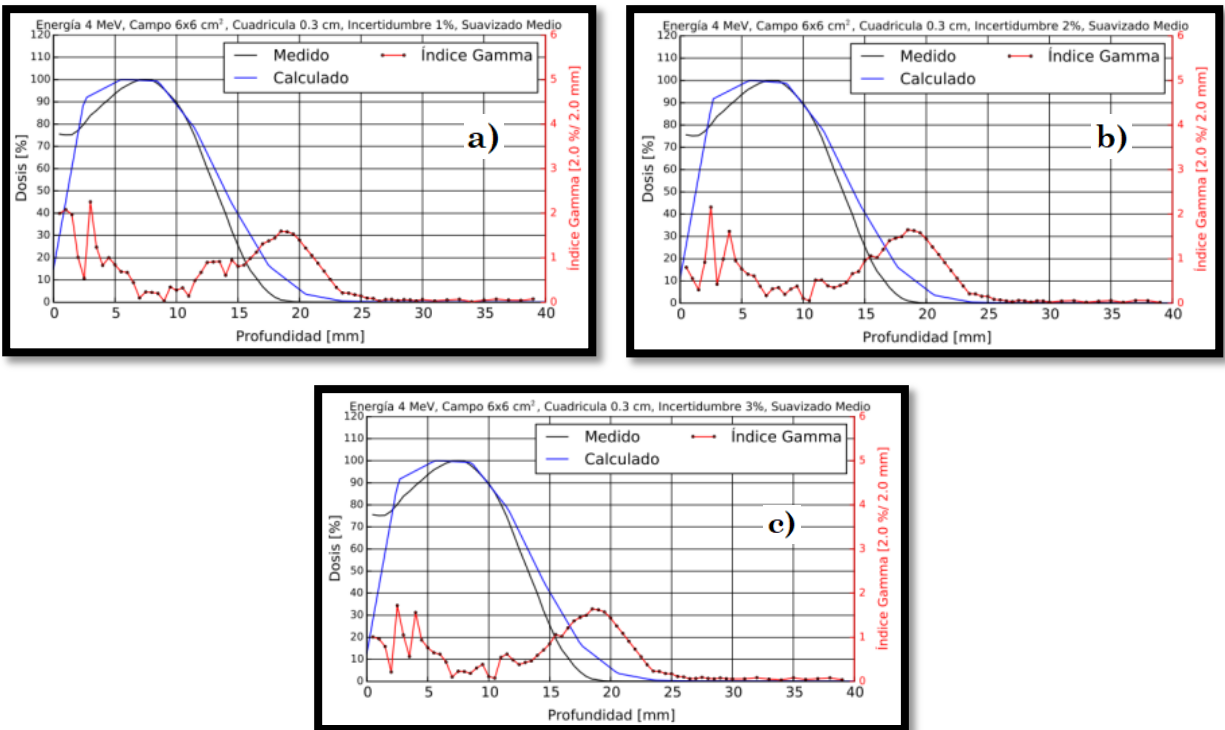 Energía 4 MeV, Campo 6x6 cm², Cuadricula 0.3 cm, Incertidumbre 1%, Suavizado Medio
120
110
100
90
80
70
60
50
40
30
20
10
0
Dosis [%]
Medido
Calculado
Índice Gamma
a)
6
5
4
3
2
1
0
Índice Gamma [2.0 %/ 2.0 mm]
0 5 10 15 20 25 30 35 40
Profundidad [mm]
Energía 4 MeV, Campo 6x6 cm², Cuadricula 0.3 cm, Incertidumbre 2%, Suavizado Medio
120
110
100
90
80
70
60
50
40
30
20
10
0
Dosis [%]
Medido
Calculado
Índice Gamma
b)
6
5
4
3
2
1
0
Índice Gamma [2.0 %/ 2.0 mm]
0 5 10 15 20 25 30 35 40
Profundidad [mm]
Energía 4 MeV, Campo 6x6 cm², Cuadricula 0.3 cm, Incertidumbre 3%, Suavizado Medio
120
110
100
90
80
70
60
50
40
30
20
10
0
Dosis [%]
Medido
Calculado
Índice Gamma
c)
6
5
4
3
2
1
0
Índice Gamma [2.0 %/ 2.0 mm]
0 5 10 15 20 25 30 35 40
Profundidad [mm]